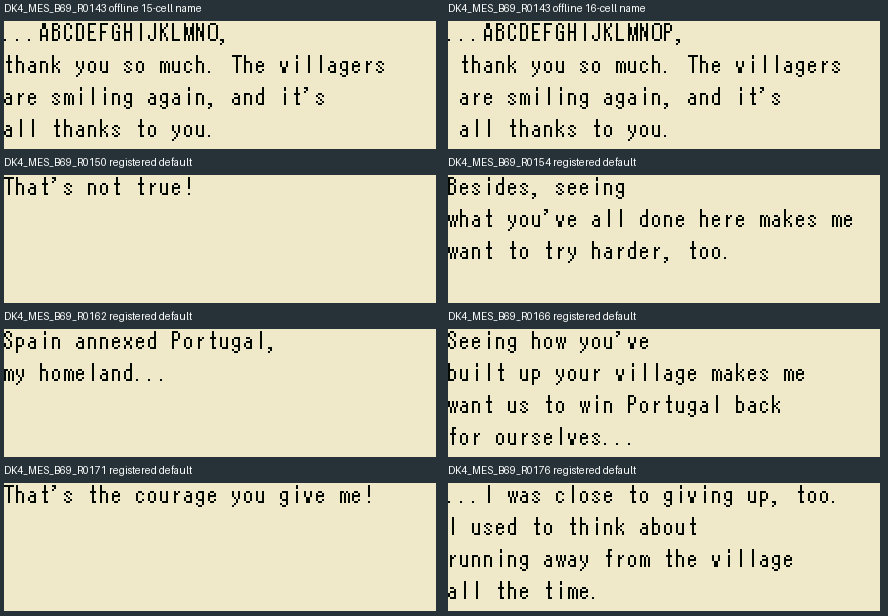 DK4_MES_B69_R0143 offline 15-cell name
...ABCDEFGHIJKLMNO,
thank you so much. The villagers
are smiling again, and it's
all thanks to you.
DK4_MES_B69_R0143 offline 16-cell name
...ABCDEFGHIJKLMNOP,
thank you so much. The villagers
are smiling again, and it's
all thanks to you.
DK4_MES_B69_R0150 registered default
That's not true!
DK4_MES_B69_R0154 registered default
Besides, seeing
what you've all done here makes me
want to try harder, too.
DK4_MES_B69_R0162 registered default
Spain annexed Portugal,
my homeland...
DK4_MES_B69_R0166 registered default
Seeing how you've
built up your village makes me
want us to win Portugal back
for ourselves...
DK4_MES_B69_R0171 registered default
That's the courage you give me!
DK4_MES_B69_R0176 registered default
...I was close to giving up, too.
I used to think about
running away from the village
all the time.